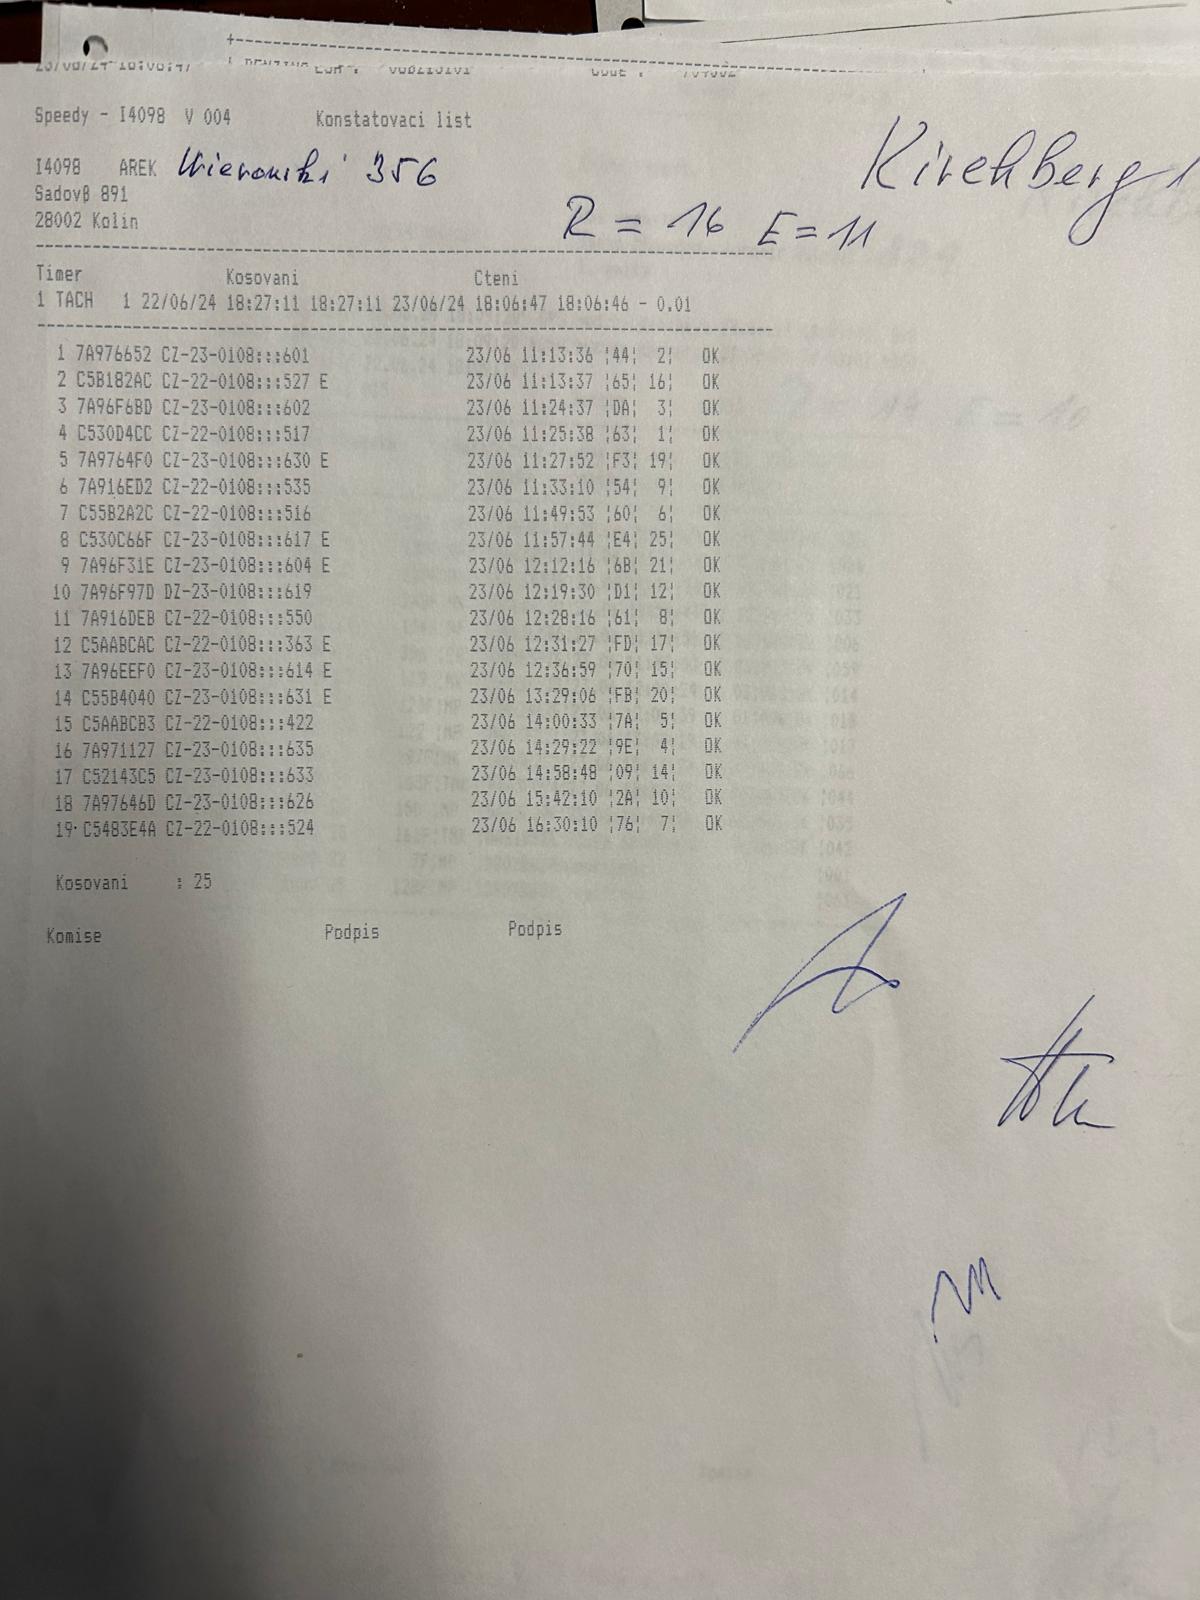 23/06/24 18:06:47
Speedy - I4098 V 004 Konstatovaci list
Kirchberg 1
I4098 AREK 356
Sadovβ 891
28002 Kolin
R = 16 E = 11
Timer Kosovani Cteni
1 TACH 1 22/06/24 18:27:11 18:27:11 23/06/24 18:06:47 18:06:46 - 0.01
1 7A976652 CZ-23-0108:::601 23/06 11:13:36 ¦44¦ 2¦ OK
2 C5B182AC CZ-22-0108:::527 E 23/06 11:13:37 ¦65¦ 16¦ OK
3 7A96F6BD CZ-23-0108:::602 23/06 11:24:37 ¦DA¦ 3¦ OK
4 C530D4CC CZ-22-0108:::517 23/06 11:25:38 ¦63¦ 1¦ OK
5 7A9764F0 CZ-23-0108:::630 E 23/06 11:27:52 ¦F3¦ 19¦ OK
6 7A916ED2 CZ-22-0108:::535 23/06 11:33:10 ¦54¦ 9¦ OK
7 C55B2A2C CZ-22-0108:::516 23/06 11:49:53 ¦60¦ 6¦ OK
8 C530C66F CZ-23-0108:::617 E 23/06 11:57:44 ¦E4¦ 25¦ OK
9 7A96F31E CZ-23-0108:::604 E 23/06 12:12:16 ¦6B¦ 21¦ OK
10 7A96F97D DZ-23-0108:::619 23/06 12:19:30 ¦D1¦ 12¦ OK
11 7A916DEB CZ-22-0108:::550 23/06 12:28:16 ¦61¦ 8¦ OK
12 C5AABCAC CZ-22-0108:::363 E 23/06 12:31:27 ¦FD¦ 17¦ OK
13 7A96EEF0 CZ-23-0108:::614 E 23/06 12:36:59 ¦70¦ 15¦ OK
14 C55B4040 CZ-23-0108:::631 E 23/06 13:29:06 ¦FB¦ 20¦ OK
15 C5AABCB3 CZ-22-0108:::422 23/06 14:00:33 ¦7A¦ 5¦ OK
16 7A971127 CZ-23-0108:::635 23/06 14:29:22 ¦9E¦ 4¦ OK
17 C52143C5 CZ-23-0108:::633 23/06 14:58:48 ¦09¦ 14¦ OK
18 7A97646D CZ-23-0108:::626 23/06 15:42:10 ¦2A¦ 10¦ OK
19 C5483E4A CZ-22-0108:::524 23/06 16:30:10 ¦76¦ 7¦ OK
Kosovani : 25
Komise Podpis Podpis